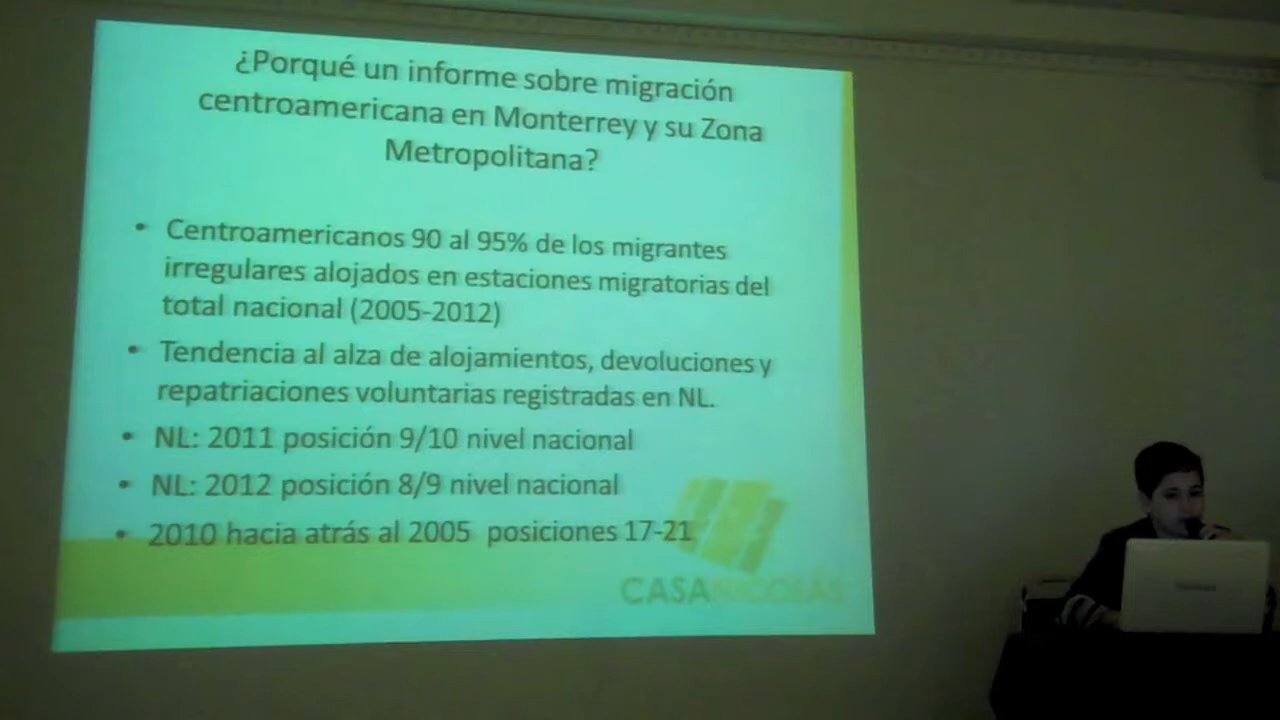 ¿Porqué un informe sobre migración
centroamericana en Monterrey y su Zona
Metropolitana?
• Centroamericanos 90 al 95% de los migrantes
irregulares alojados en estaciones migratorias del
total nacional (2005-2012)
• Tendencia al alza de alojamientos, devoluciones y
repatriaciones voluntarias registradas en NL.
• NL: 2011 posición 9/10 nivel nacional
• NL: 2012 posición 8/9 nivel nacional
• 2010 hacia atrás al 2005 posiciones 17-21
CASANICOLÁS